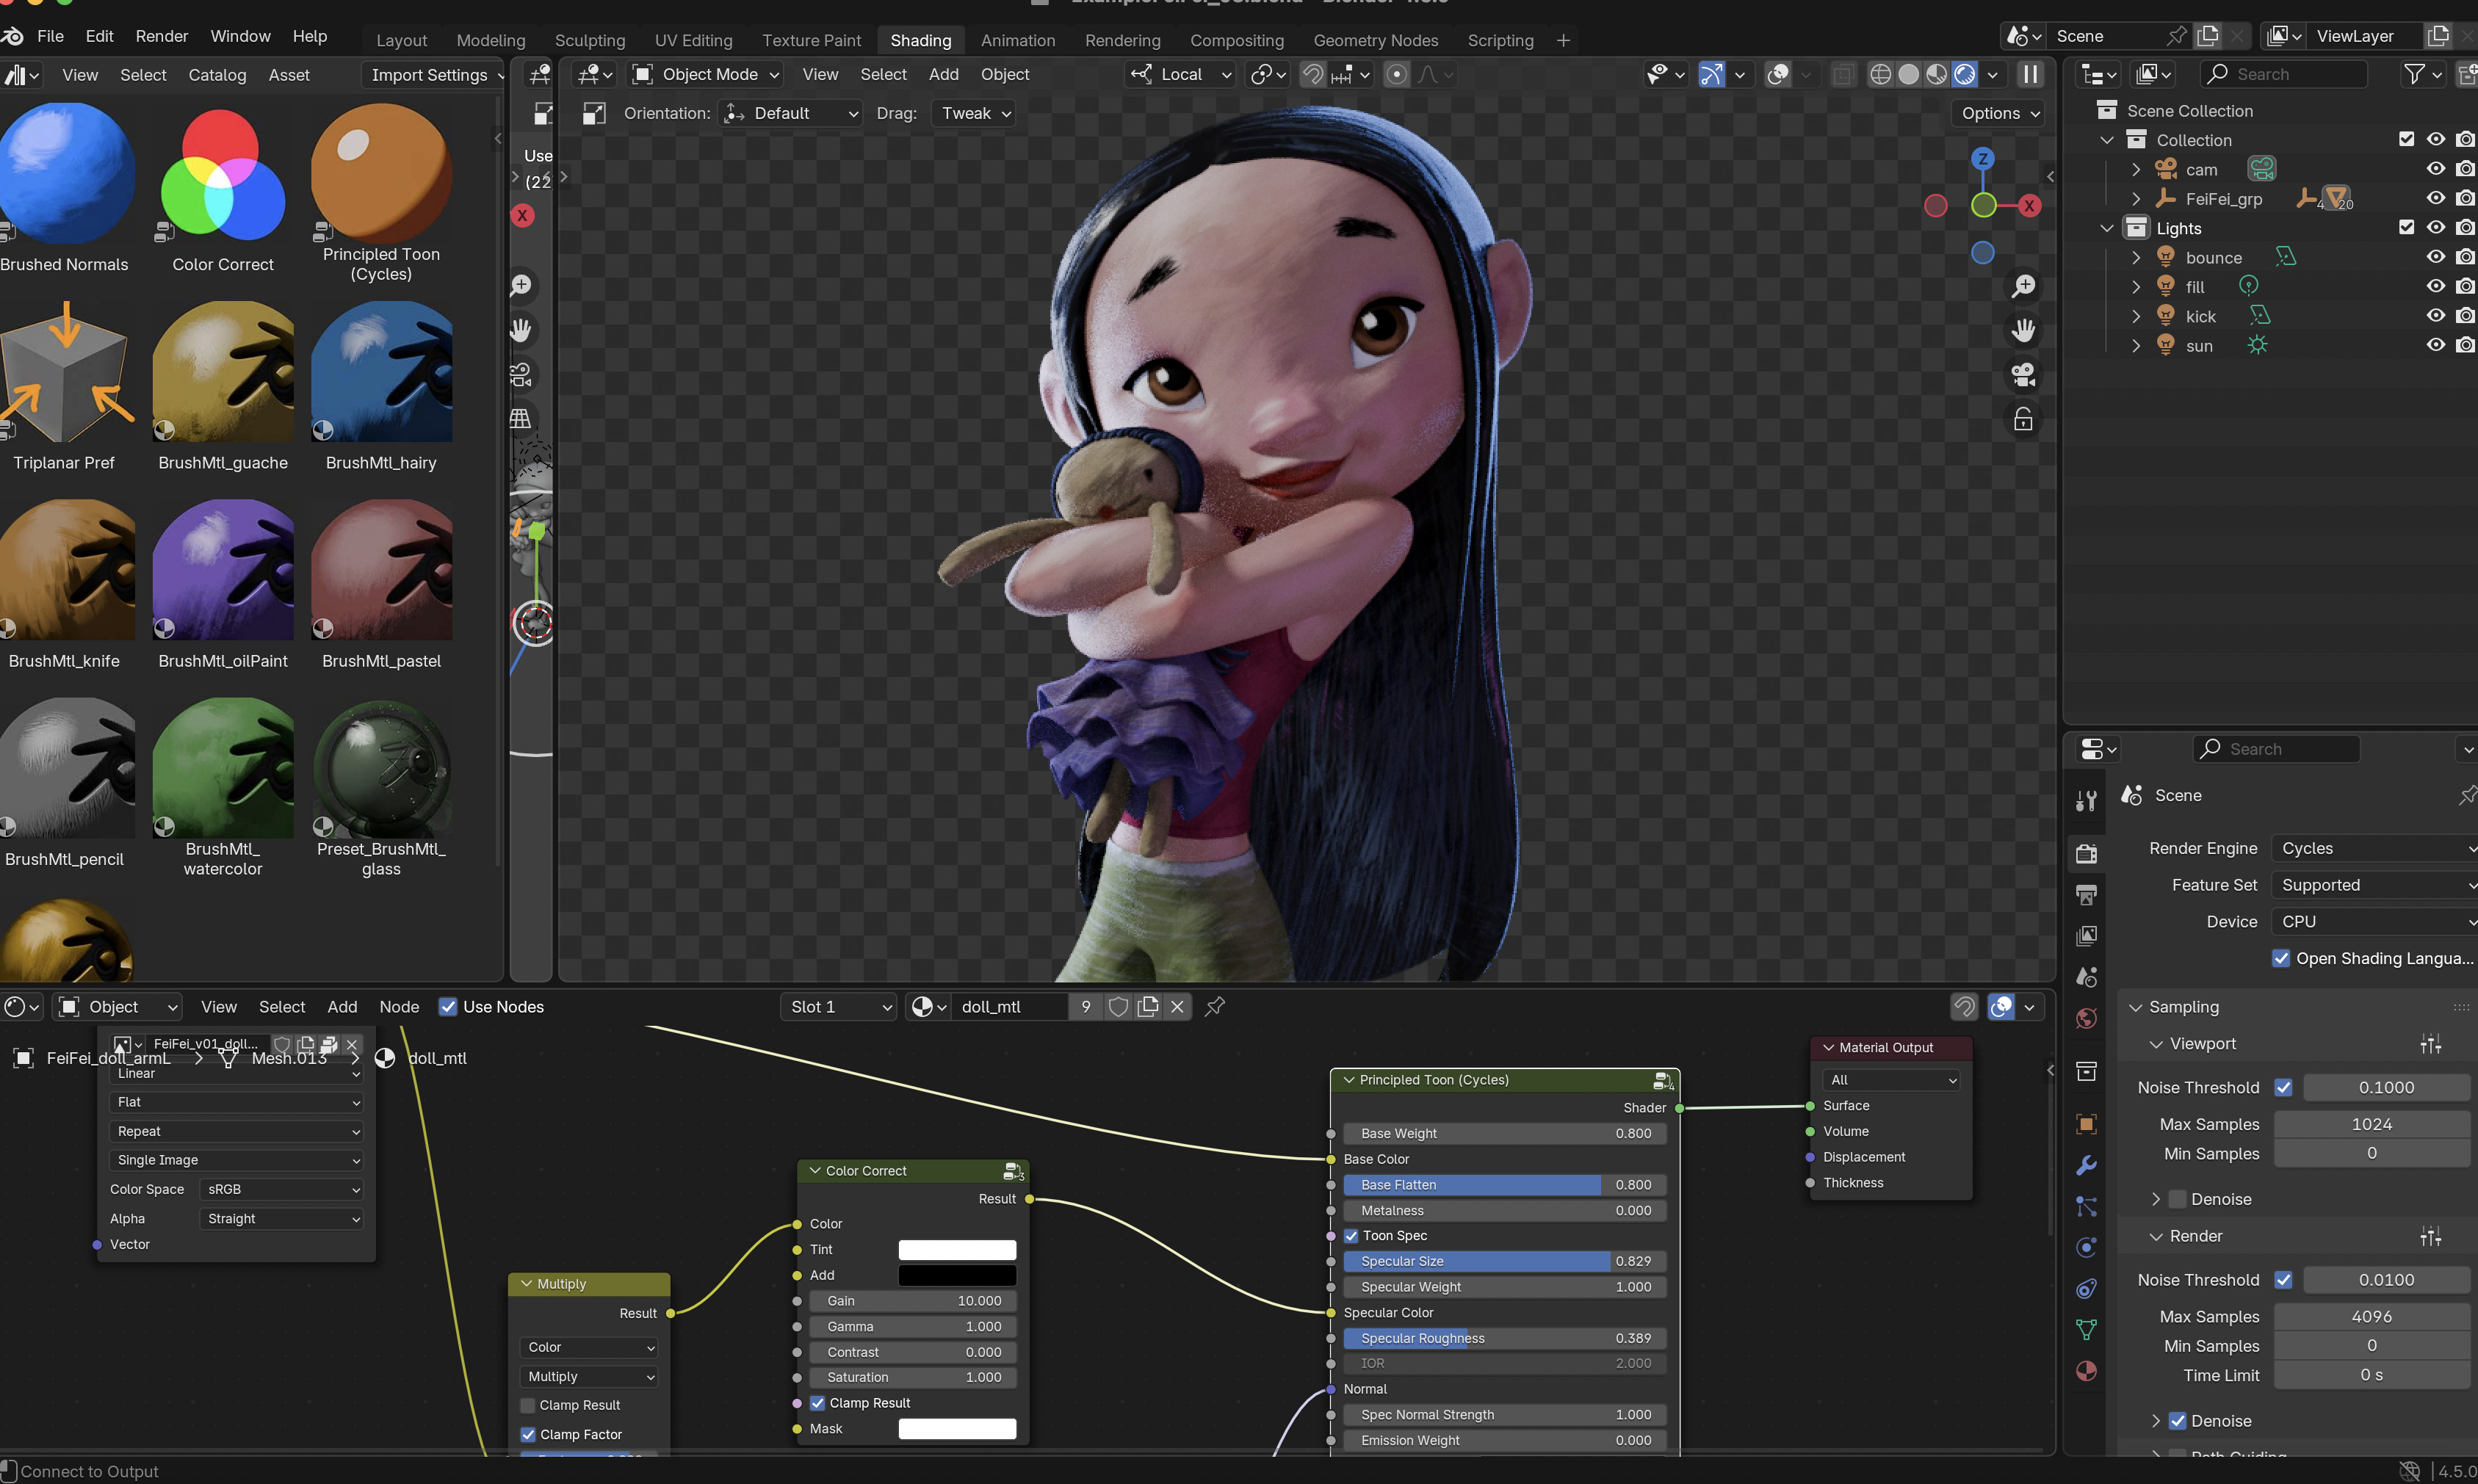 File Edit Render Window Help
Layout Modeling Sculpting UV Editing Texture Paint Shading Animation Rendering Compositing Geometry Nodes Scripting +
Scene
ViewLayer
View Select Catalog Asset
Import Settings
Object Mode
View Select Add Object
Local
Orientation: Default Drag: Tweak
Options
Use
(22
X
Z
X
Brushed Normals
Color Correct
Principled Toon
(Cycles)
Triplanar Pref
BrushMtl_guache
BrushMtl_hairy
BrushMtl_knife
BrushMtl_oilPaint
BrushMtl_pastel
BrushMtl_pencil
BrushMtl_
watercolor
Preset_BrushMtl_
glass
Search
Scene Collection
Collection
cam
FeiFei_grp
4
20
Lights
bounce
fill
kick
sun
Search
Scene
Render Engine Cycles
Feature Set Supported
Device CPU
Open Shading Langua...
Sampling
Viewport
Noise Threshold 0.1000
Max Samples 1024
Min Samples 0
Denoise
Render
Noise Threshold 0.0100
Max Samples 4096
Min Samples 0
Time Limit 0 s
Denoise
Object
View Select Add Node
Use Nodes
Slot 1
doll_mtl
9
FeiFei_v01_doll...
FeiFei_doll_armL > Mesh.013 > doll_mtl
Linear
Flat
Repeat
Single Image
Color Space sRGB
Alpha Straight
Vector
Multiply
Result
Color
Multiply
Clamp Result
Clamp Factor
Color Correct
3
Result
Color
Tint
Add
Gain 10.000
Gamma 1.000
Contrast 0.000
Saturation 1.000
Clamp Result
Mask
Principled Toon (Cycles)
4
Shader
Base Weight 0.800
Base Color
Base Flatten 0.800
Metalness 0.000
Toon Spec
Specular Size 0.829
Specular Weight 1.000
Specular Color
Specular Roughness 0.389
IOR 2.000
Normal
Spec Normal Strength 1.000
Emission Weight 0.000
Material Output
All
Surface
Volume
Displacement
Thickness
Connect to Output
4.5.0